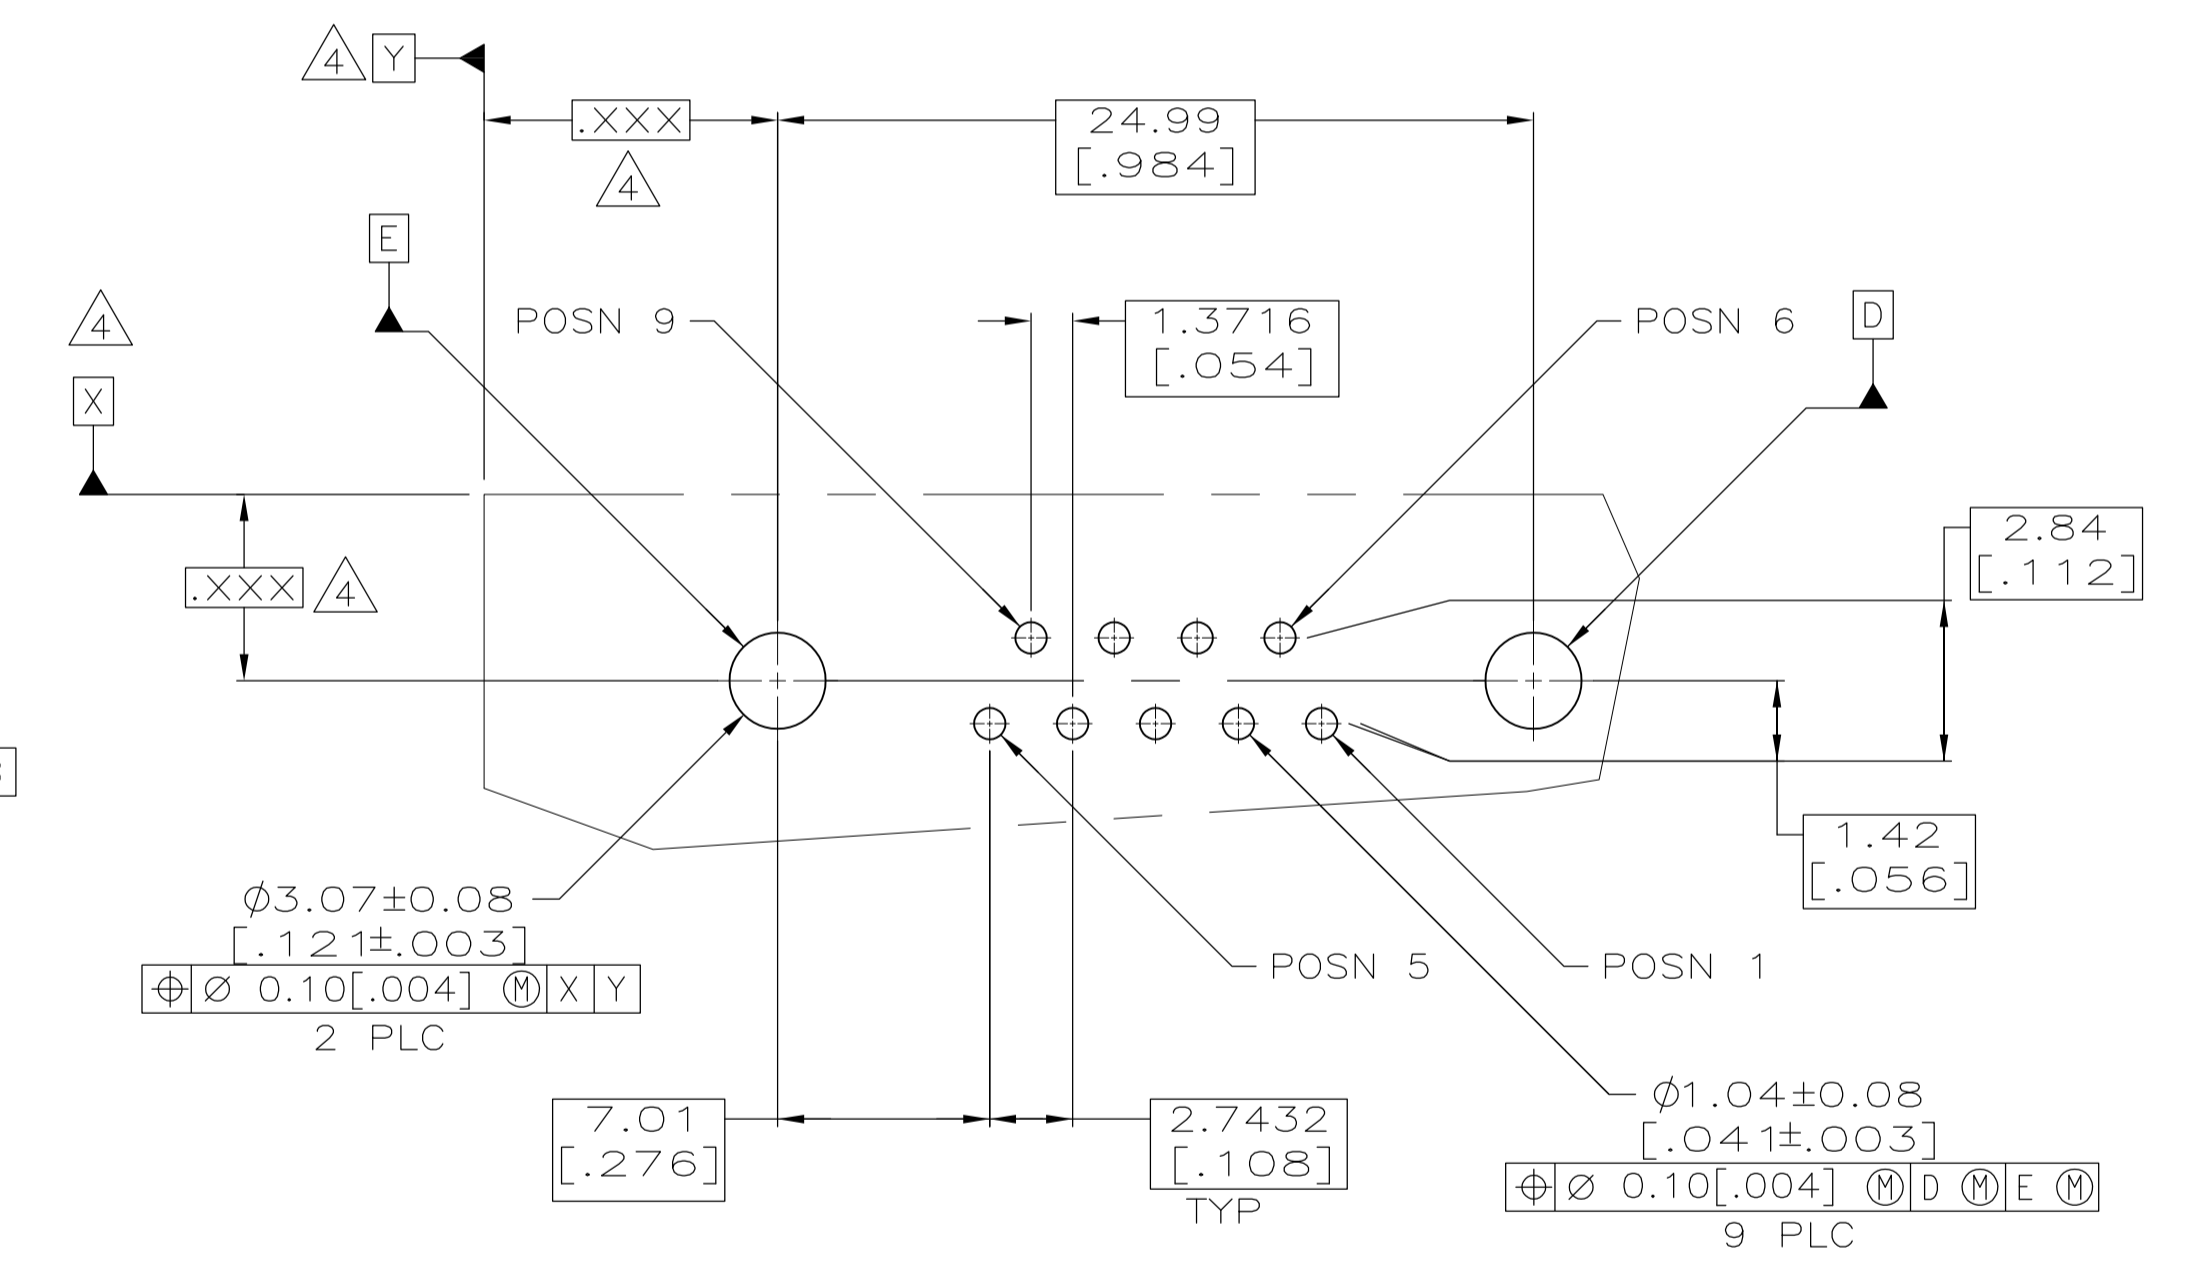 4 Y
.XXX
4
24.99
[.984]
E
4
X
POSN 9
1.3716
[.054]
POSN 6
D
.XXX 4
2.84
[.112]
1.42
[.056]
Ø3.07±0.08
[.121±.003]
⌖ Ø 0.10[.004] Ⓜ X Y
2 PLC
POSN 5
POSN 1
7.01
[.276]
2.7432
[.108]
TYP
Ø1.04±0.08
[.041±.003]
⌖ Ø 0.10[.004] Ⓜ D Ⓜ E Ⓜ
9 PLC